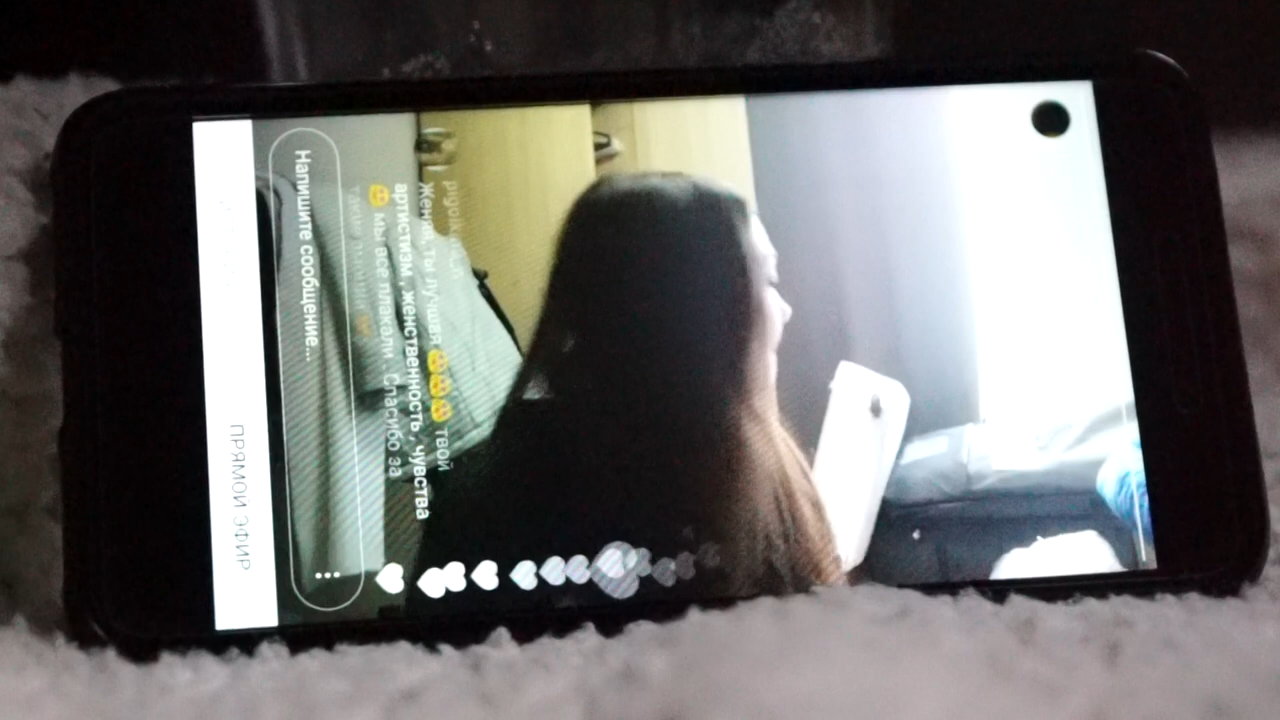 Женя, ты лучшая 😍😍😍 твой
артистизм , женственность , чувства
😍 мы все плакали . Спасибо за
Напишите сообщение...
ПРЯМОЙ ЭФИР